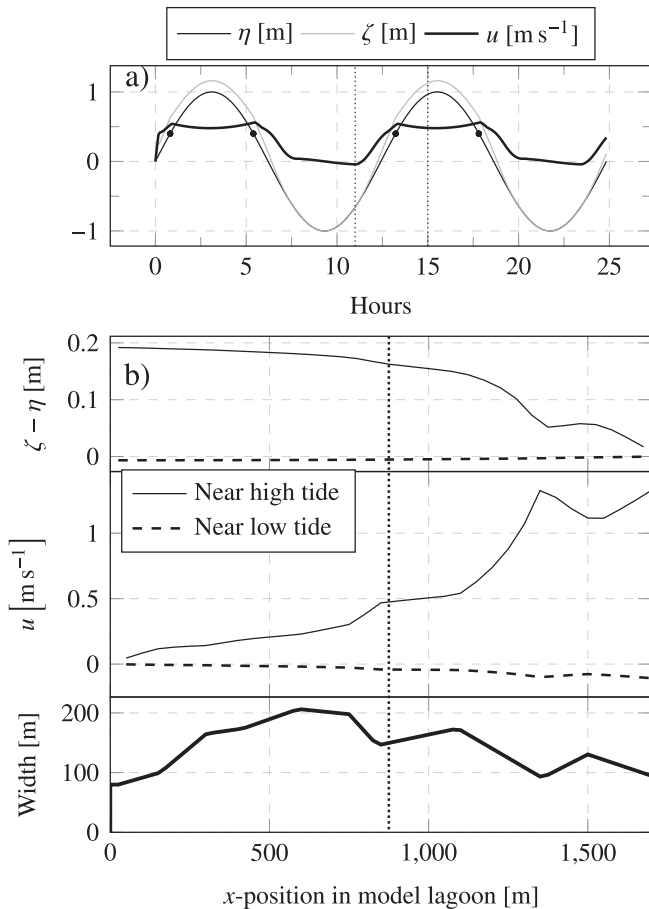 η [m] ζ [m] u [m s⁻¹]
a)
1
0
−1
0 5 10 15 20 25
Hours
b)
0.2
0.1
0
ζ − η [m]
Near high tide
Near low tide
1
0.5
0
u [m s⁻¹]
200
100
0
Width [m]
0 500 1,000 1,500
x-position in model lagoon [m]